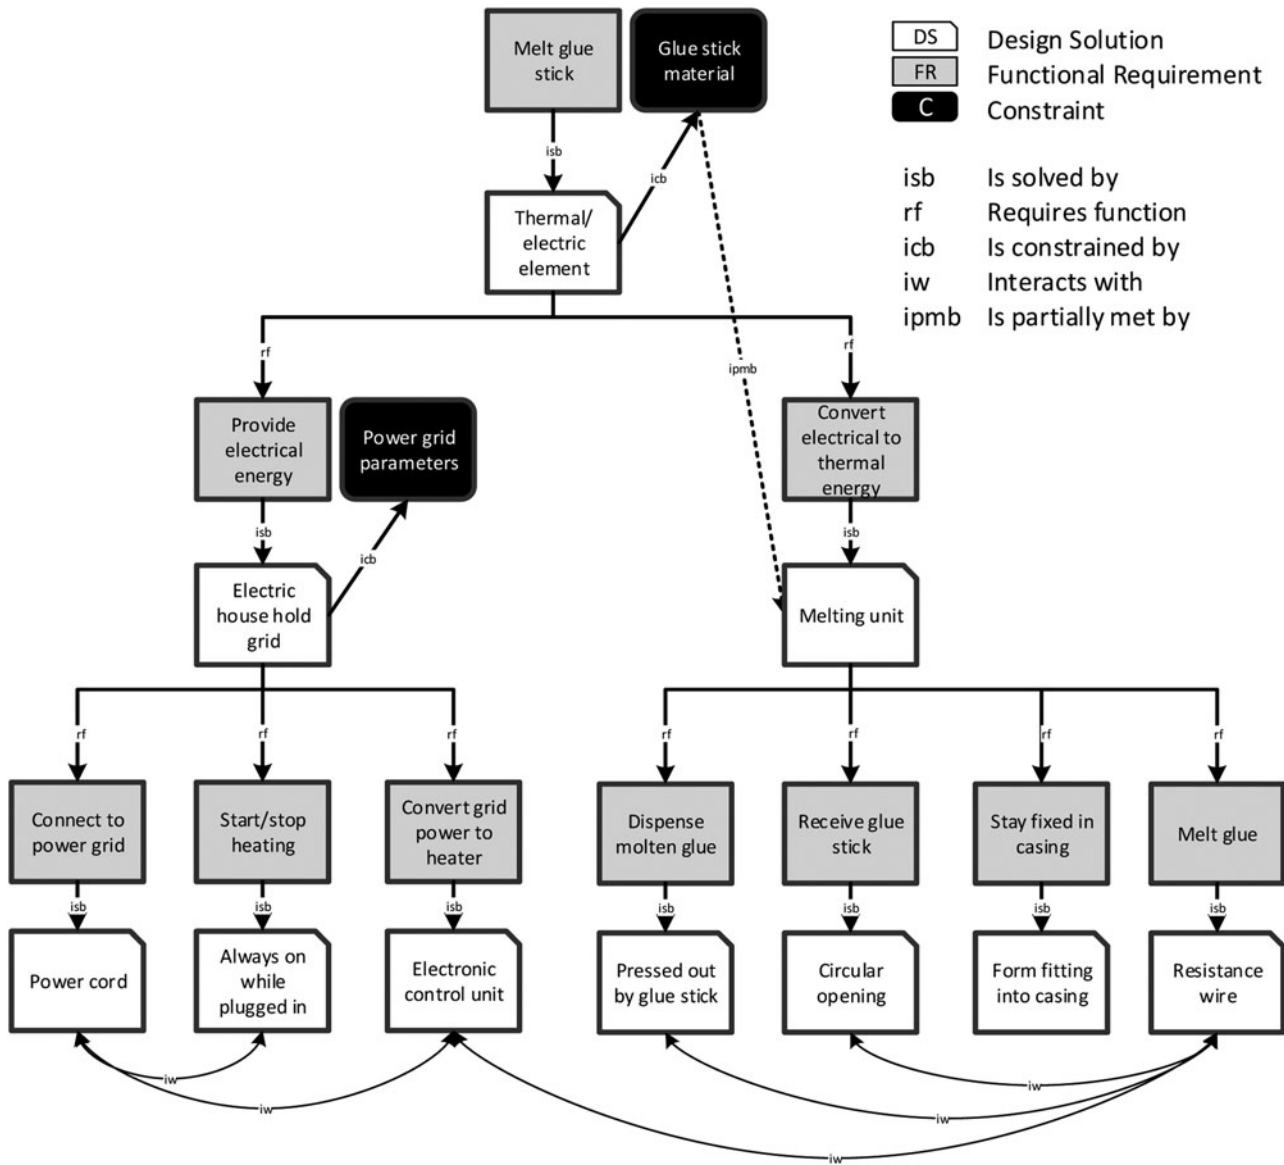 Melt glue
stick
Glue stick
material
DS
Design Solution
FR
Functional Requirement
C
Constraint
isb
Is solved by
rf
Requires function
icb
Is constrained by
iw
Interacts with
ipmb
Is partially met by
isb
icb
Thermal/
electric
element
rf
rf
ipmb
Provide
electrical
energy
Power grid
parameters
Convert
electrical to
thermal
energy
isb
icb
isb
Electric
house hold
grid
Melting unit
rf
rf
rf
rf
rf
rf
rf
Connect to
power grid
Start/stop
heating
Convert grid
power to
heater
Dispense
molten glue
Receive glue
stick
Stay fixed in
casing
Melt glue
isb
isb
isb
isb
isb
isb
isb
Power cord
Always on
while
plugged in
Electronic
control unit
Pressed out
by glue stick
Circular
opening
Form fitting
into casing
Resistance
wire
iw
iw
iw
iw
iw